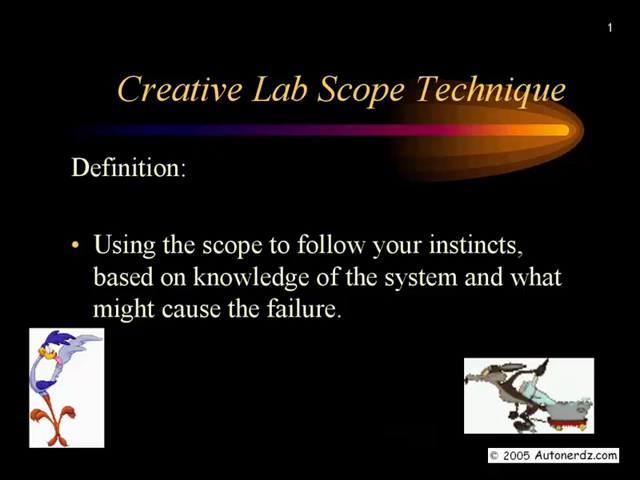 1
Creative Lab Scope Technique
Definition:
• Using the scope to follow your instincts,
based on knowledge of the system and what
might cause the failure.
© 2005 Autonerdz.com